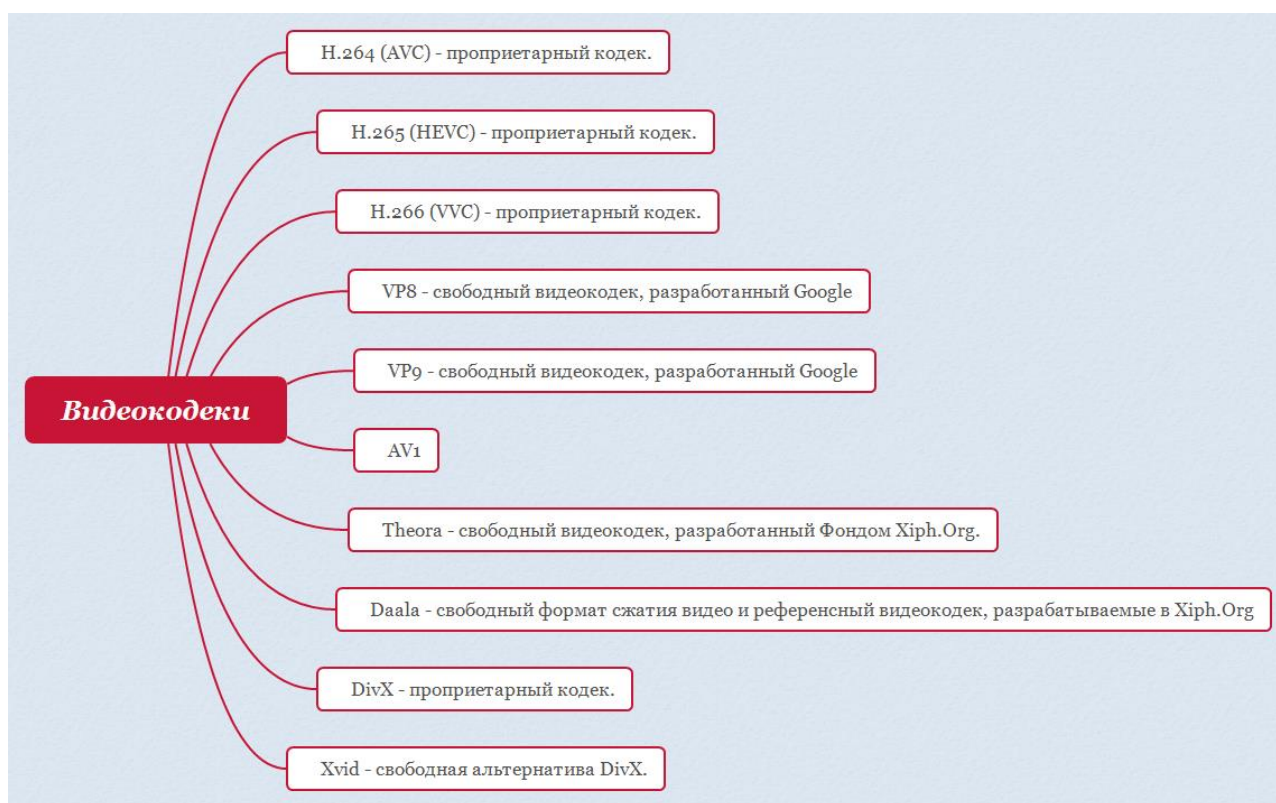 H.264 (AVC) - проприетарный кодек.
H.265 (HEVC) - проприетарный кодек.
H.266 (VVC) - проприетарный кодек.
VP8 - свободный видеокодек, разработанный Google
VP9 - свободный видеокодек, разработанный Google
Видеокодеки
AV1
Theora - свободный видеокодек, разработанный Фондом Xiph.Org.
Daala - свободный формат сжатия видео и референсный видеокодек, разрабатываемые в Xiph.Org
DivX - проприетарный кодек.
Xvid - свободная альтернатива DivX.